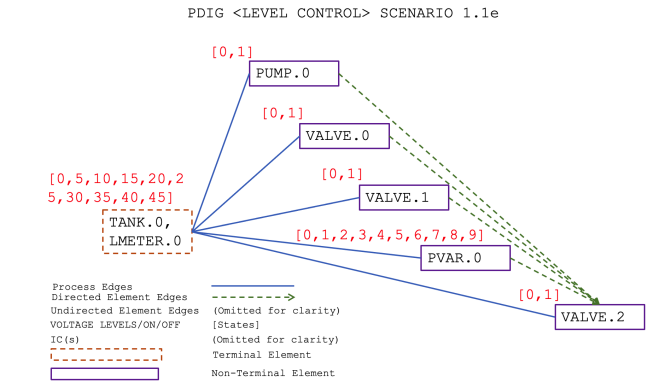 PDIG <LEVEL CONTROL> SCENARIO 1.1e
[0,1]
PUMP.0
[0,1]
VALVE.0
[0,1]
VALVE.1
[0,5,10,15,20,2
5,30,35,40,45]
TANK.0,
LMETER.0
[0,1,2,3,4,5,6,7,8,9]
PVAR.0
[0,1]
VALVE.2
Process Edges
Directed Element Edges
Undirected Element Edges (Omitted for clarity)
VOLTAGE LEVELS/ON/OFF [States]
IC(s) (Omitted for clarity)
Terminal Element
Non-Terminal Element